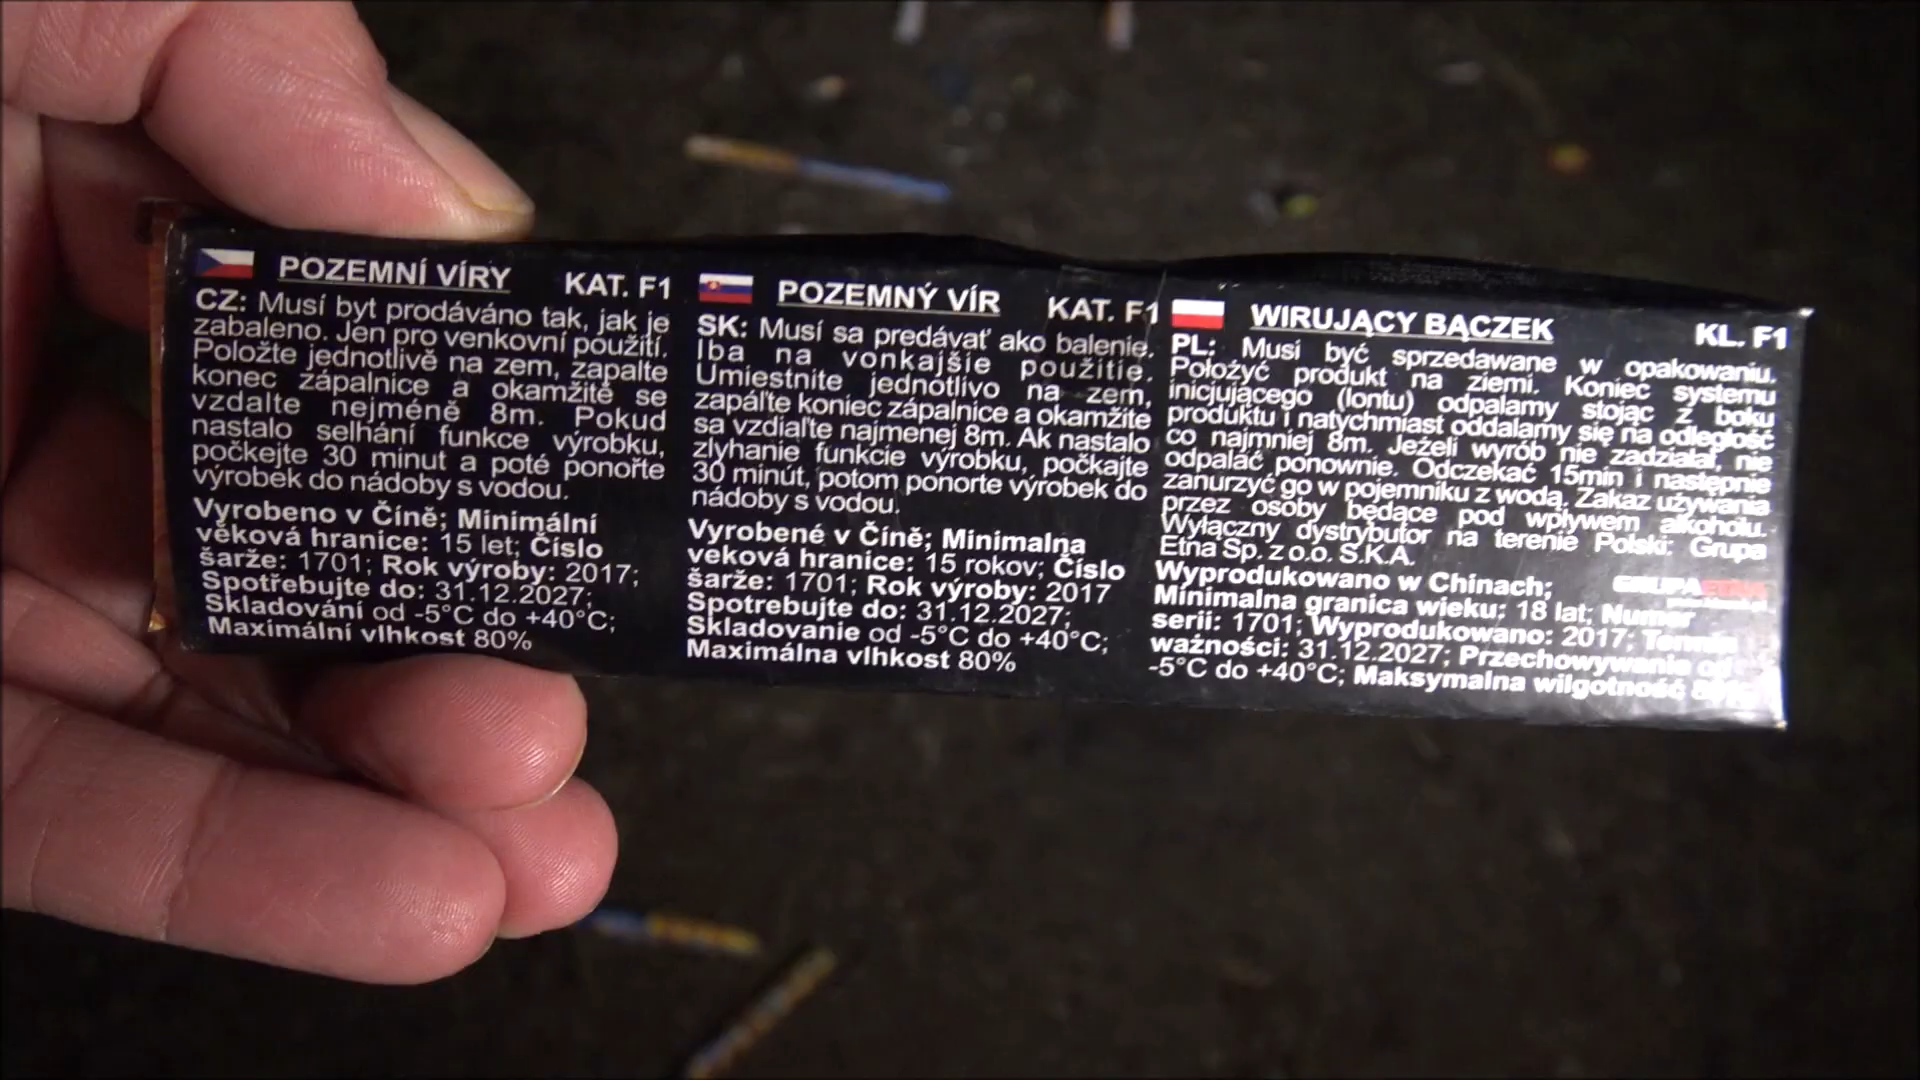 POZEMNÍ VÍRY KAT. F1
CZ: Musí byt prodáváno tak, jak je
zabaleno. Jen pro venkovní použití.
Položte jednotlivě na zem, zapalte
konec zápalnice a okamžitě se
vzdalte nejméně 8m. Pokud
nastalo selhání funkce výrobku,
počkejte 30 minut a poté ponořte
výrobek do nádoby s vodou.
Vyrobeno v Číně; Minimální
věková hranice: 15 let; Číslo
šarže: 1701; Rok výroby: 2017;
Spotřebujte do: 31.12.2027;
Skladování od -5°C do +40°C;
Maximální vlhkost 80%
POZEMNÝ VÍR KAT. F1
SK: Musí sa predávať ako balenie.
Iba na vonkajšie použitie.
Umiestnite jednotlivo na zem,
zapáľte koniec zápalnice a okamžite
sa vzdiaľte najmenej 8m. Ak nastalo
zlyhanie funkcie výrobku, počkajte
30 minút, potom ponorte výrobek do
nádoby s vodou.
Vyrobené v Číně; Minimalna
veková hranice: 15 rokov; Číslo
šarže: 1701; Rok výroby: 2017
Spotrebujte do: 31.12.2027;
Skladovanie od -5°C do +40°C;
Maximálna vlhkost 80%
WIRUJĄCY BĄCZEK KL. F1
PL: Musi być sprzedawane w opakowaniu.
Położyć produkt na ziemi. Koniec systemu
inicjującego (lontu) odpalamy stojąc z boku
produktu i natychmiast oddalamy się na odległość
co najmniej 8m. Jeżeli wyrób nie zadziałał, nie
odpalać ponownie. Odczekać 15min i następnie
zanurzyć go w pojemniku z wodą. Zakaz używania
przez osoby będące pod wpływem alkoholu.
Wyłączny dystrybutor na terenie Polski: Grupa
Etna Sp. z o.o. S.K.A.
GRUPAETNA
Wyprodukowano w Chinach;
Minimalna granica wieku: 18 lat; Numer
serii: 1701; Wyprodukowano: 2017; Termin
ważności: 31.12.2027; Przechowywanie od
-5°C do +40°C; Maksymalna wilgotność